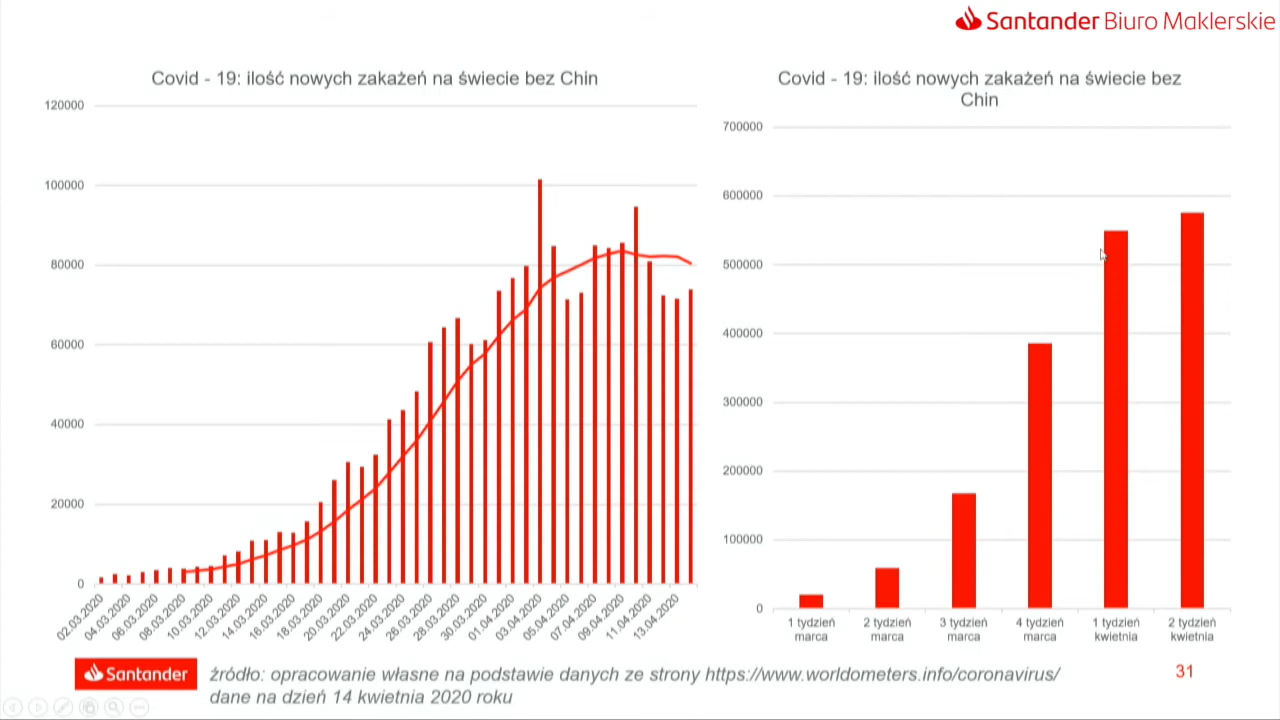 Santander Biuro Maklerskie
Covid - 19: ilość nowych zakażeń na świecie bez Chin
120000
100000
80000
60000
40000
20000
0
02.03.2020
04.03.2020
06.03.2020
08.03.2020
10.03.2020
12.03.2020
14.03.2020
16.03.2020
18.03.2020
20.03.2020
22.03.2020
24.03.2020
26.03.2020
28.03.2020
30.03.2020
01.04.2020
03.04.2020
05.04.2020
07.04.2020
09.04.2020
11.04.2020
13.04.2020
Covid - 19: ilość nowych zakażeń na świecie bez
Chin
700000
600000
500000
400000
300000
200000
100000
0
1 tydzień
marca
2 tydzień
marca
3 tydzień
marca
4 tydzień
marca
1 tydzień
kwietnia
2 tydzień
kwietnia
Santander
źródło: opracowanie własne na podstawie danych ze strony https://www.worldometers.info/coronavirus/
dane na dzień 14 kwietnia 2020 roku
31